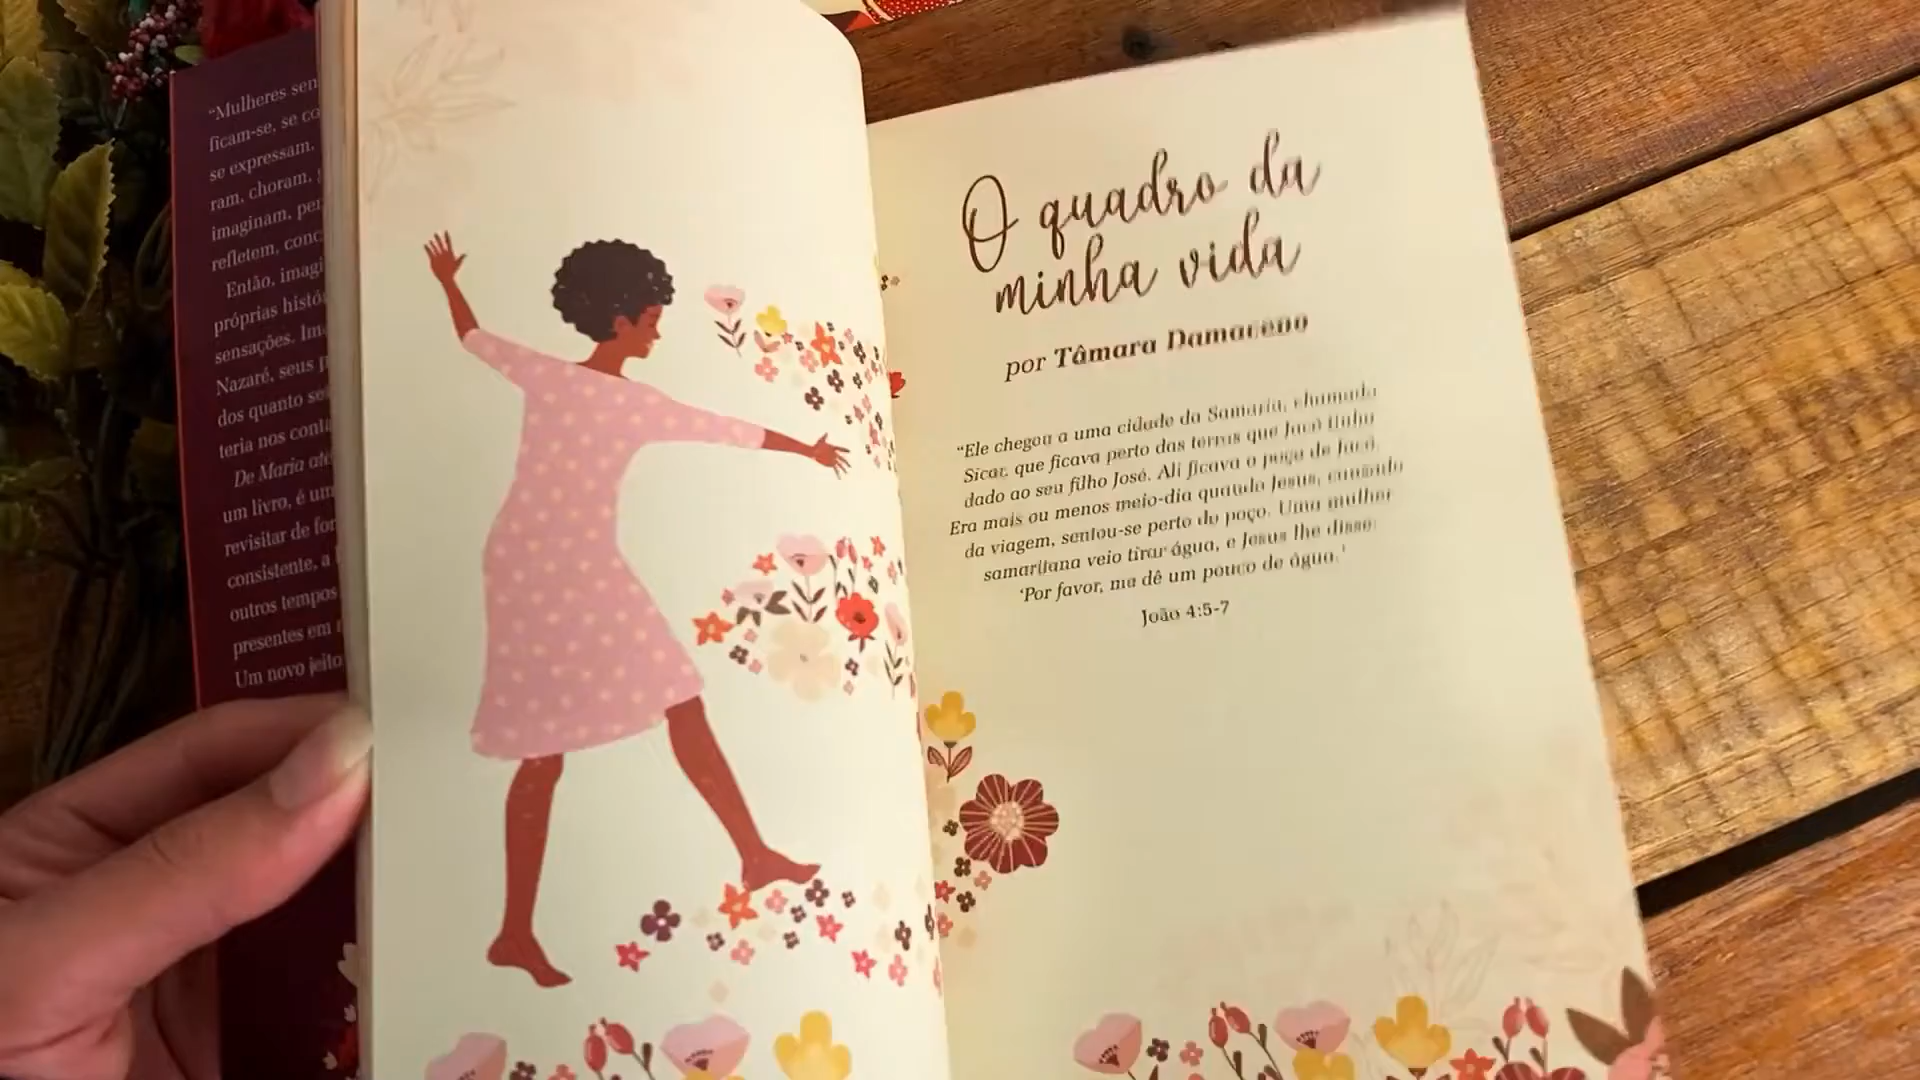 “Mulheres sen
ficam-se, se co
se expressam,
ram, choram,
imaginam, per
refletem, conc
Então, imagi
próprias histó
sensações. Im
Nazaré, seus p
dos quanto se
teria nos conta
De Maria até
um livro, é um
revisitar de for
consistente, a
outros tempos
presentes em
Um novo jeito
O quadro da
minha vida
por Tâmara Damaceno
“Ele chegou a uma cidade da Samaria, chamada
Sicar, que ficava perto das terras que Jacó tinha
dado ao seu filho José. Ali ficava o poço de Jacó.
Era mais ou menos meio-dia quando Jesus, cansado
da viagem, sentou-se perto do poço. Uma mulher
samaritana veio tirar água, e Jesus lhe disse:
‘Por favor, me dê um pouco de água.’
João 4:5-7